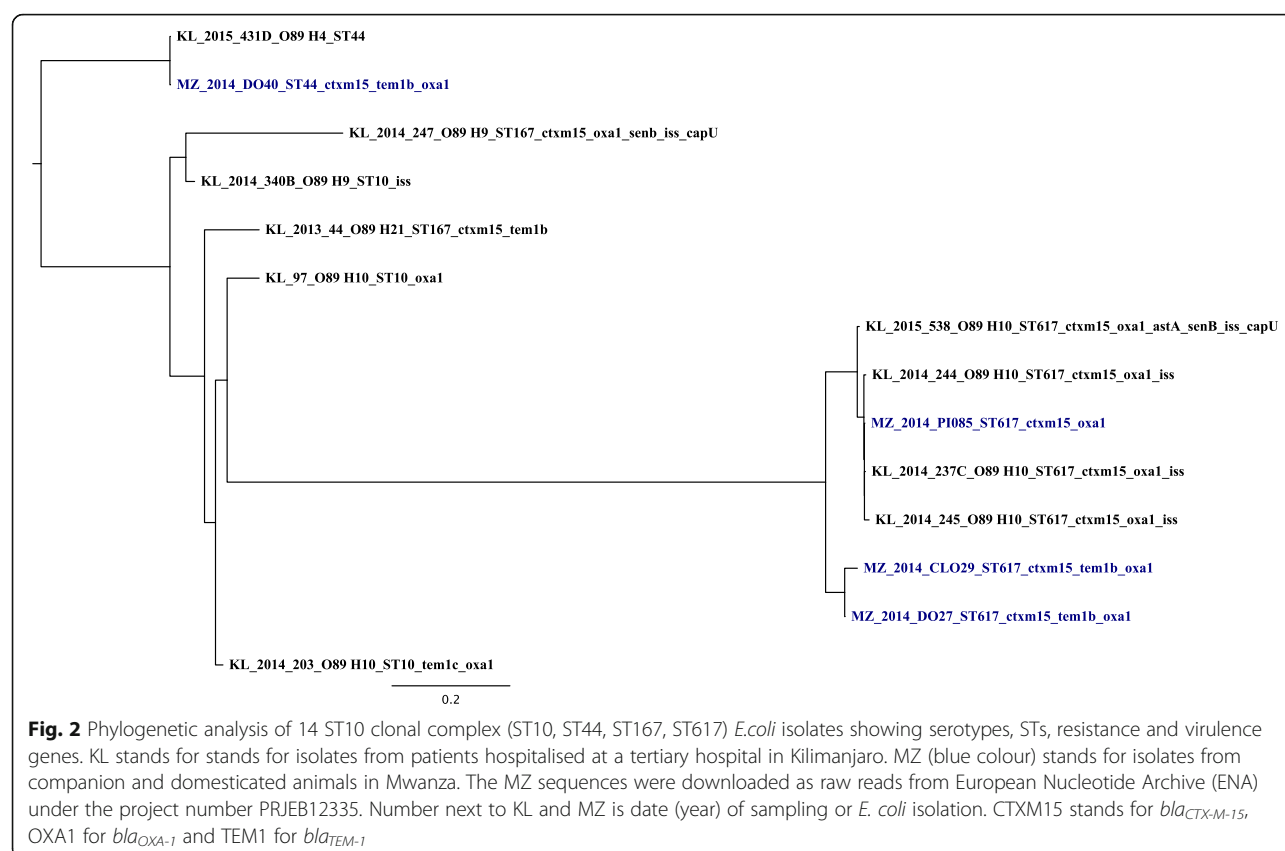 KL_2015_431D_O89 H4_ST44
MZ_2014_DO40_ST44_ctxm15_tem1b_oxa1
KL_2014_247_O89 H9_ST167_ctxm15_oxa1_senb_iss_capU
KL_2014_340B_O89 H9_ST10_iss
KL_2013_44_O89 H21_ST167_ctxm15_tem1b
KL_97_O89 H10_ST10_oxa1
KL_2015_538_O89 H10_ST617_ctxm15_oxa1_astA_senB_iss_capU
KL_2014_244_O89 H10_ST617_ctxm15_oxa1_iss
MZ_2014_PI085_ST617_ctxm15_oxa1
KL_2014_237C_O89 H10_ST617_ctxm15_oxa1_iss
KL_2014_245_O89 H10_ST617_ctxm15_oxa1_iss
MZ_2014_CLO29_ST617_ctxm15_tem1b_oxa1
MZ_2014_DO27_ST617_ctxm15_tem1b_oxa1
KL_2014_203_O89 H10_ST10_tem1c_oxa1
0.2
Fig. 2 Phylogenetic analysis of 14 ST10 clonal complex (ST10, ST44, ST167, ST617) E.coli isolates showing serotypes, STs, resistance and virulence
genes. KL stands for stands for isolates from patients hospitalised at a tertiary hospital in Kilimanjaro. MZ (blue colour) stands for isolates from
companion and domesticated animals in Mwanza. The MZ sequences were downloaded as raw reads from European Nucleotide Archive (ENA)
under the project number PRJEB12335. Number next to KL and MZ is date (year) of sampling or E. coli isolation. CTXM15 stands for blaCTX-M-15,
OXA1 for blaOXA-1 and TEM1 for blaTEM-1